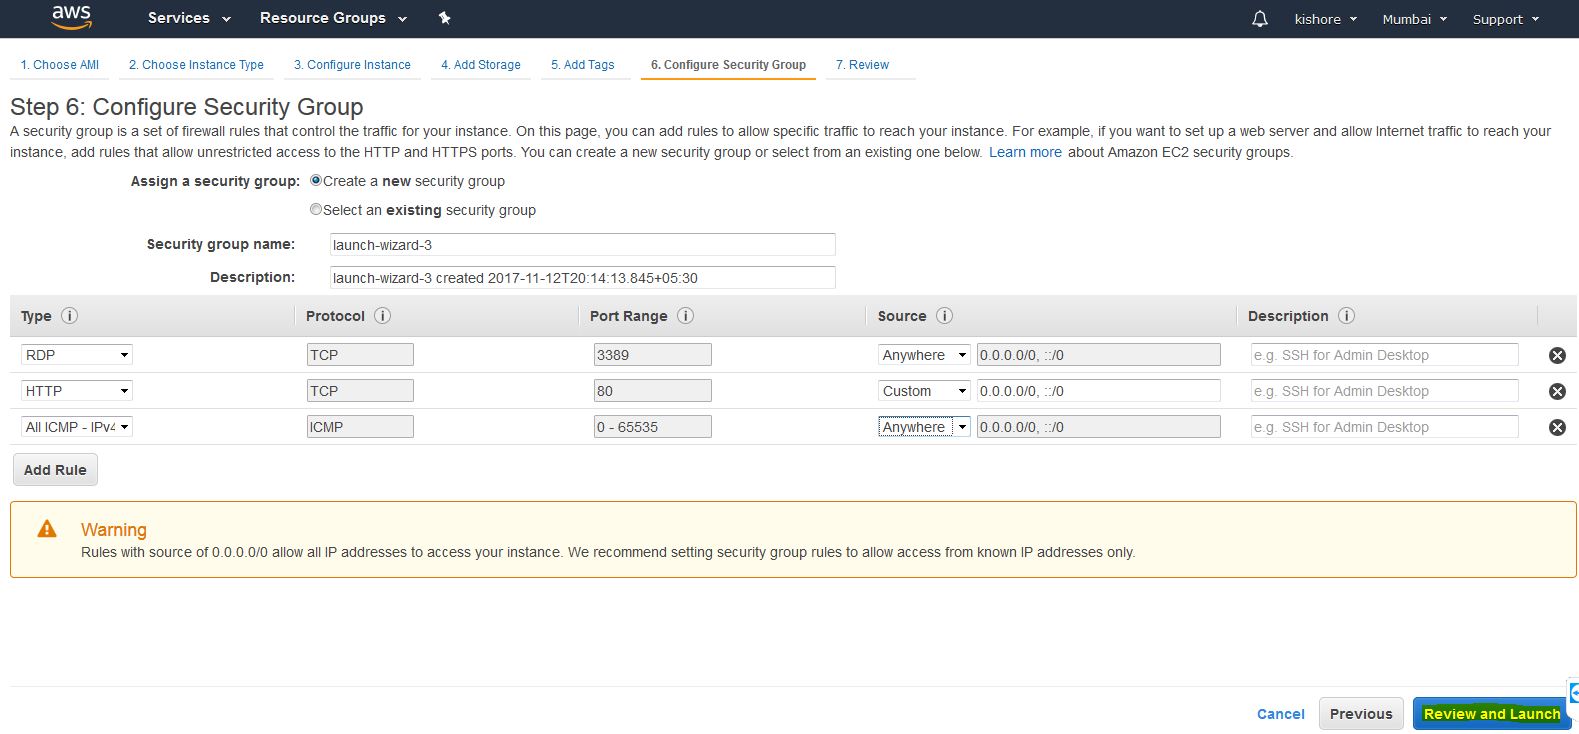 aws Services Resource Groups kishore Mumbai Support
1. Choose AMI 2. Choose Instance Type 3. Configure Instance 4. Add Storage 5. Add Tags 6. Configure Security Group 7. Review
Step 6: Configure Security Group
A security group is a set of firewall rules that control the traffic for your instance. On this page, you can add rules to allow specific traffic to reach your instance. For example, if you want to set up a web server and allow Internet traffic to reach your
instance, add rules that allow unrestricted access to the HTTP and HTTPS ports. You can create a new security group or select from an existing one below. Learn more about Amazon EC2 security groups.
Assign a security group: Create a new security group
Select an existing security group
Security group name: launch-wizard-3
Description: launch-wizard-3 created 2017-11-12T20:14:13.845+05:30
Type i Protocol i Port Range i Source i Description i
RDP TCP 3389 Anywhere 0.0.0.0/0, ::/0 e.g. SSH for Admin Desktop
HTTP TCP 80 Custom 0.0.0.0/0, ::/0 e.g. SSH for Admin Desktop
All ICMP - IPv4 ICMP 0 - 65535 Anywhere 0.0.0.0/0, ::/0 e.g. SSH for Admin Desktop
Add Rule
Warning
Rules with source of 0.0.0.0/0 allow all IP addresses to access your instance. We recommend setting security group rules to allow access from known IP addresses only.
Cancel Previous Review and Launch